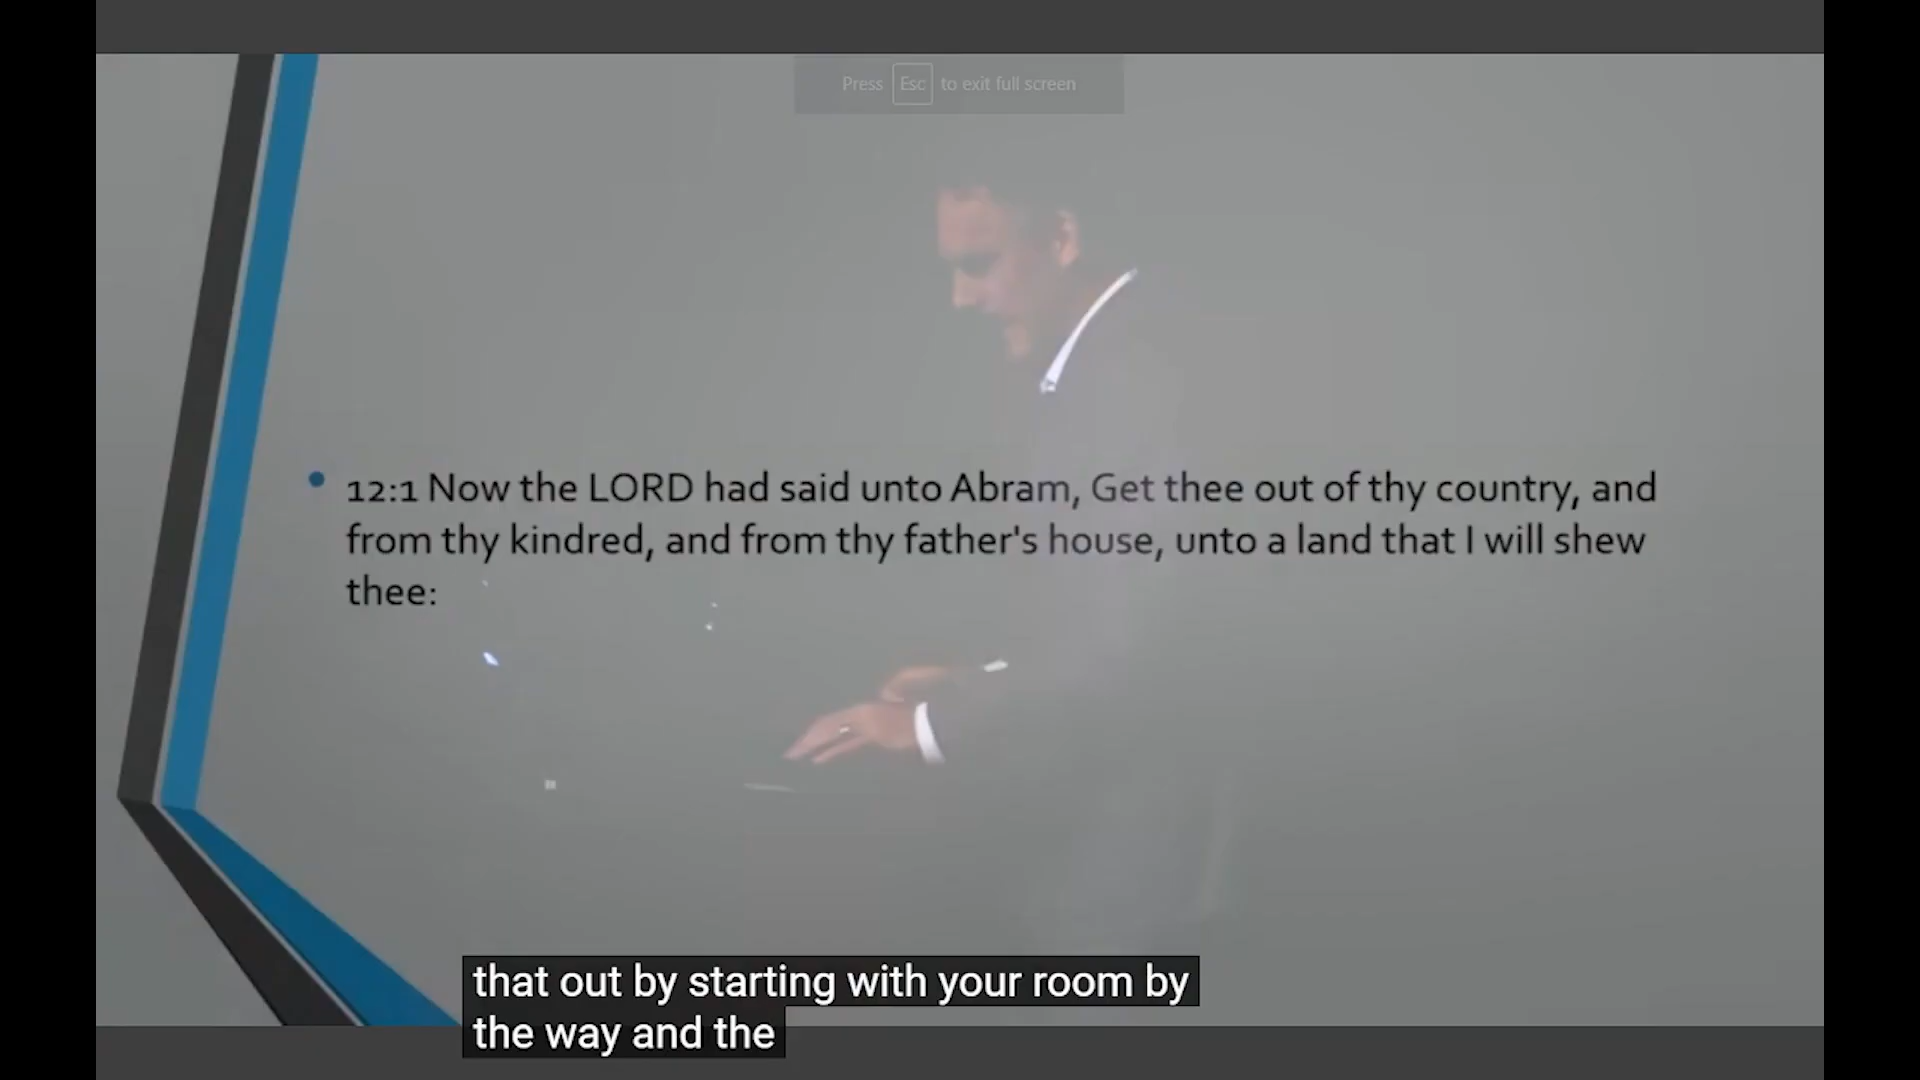 Press Esc to exit full screen
• 12:1 Now the LORD had said unto Abram, Get thee out of thy country, and
from thy kindred, and from thy father's house, unto a land that I will shew
thee:
that out by starting with your room by
the way and the